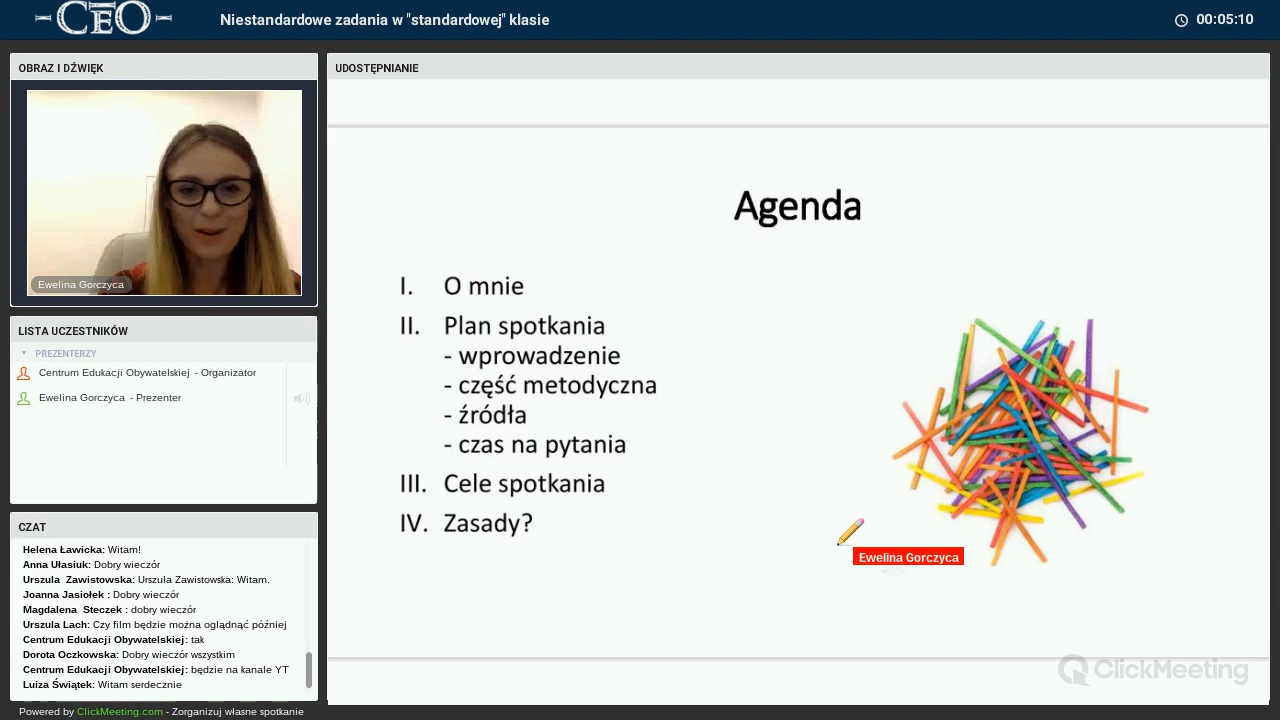 CEO
Niestandardowe zadania w "standardowej" klasie
00:05:10
OBRAZ I DŹWIĘK
Ewelina Gorczyca
LISTA UCZESTNIKÓW
PREZENTERZY
Centrum Edukacji Obywatelskiej - Organizator
Ewelina Gorczyca - Prezenter
CZAT
Helena Ławicka: Witam!
Anna Ułasiuk: Dobry wieczór
Urszula Zawistowska: Urszula Zawistowska: Witam.
Joanna Jasiołek : Dobry wieczór
Magdalena Steczek : dobry wieczór
Urszula Lach: Czy film będzie można oglądnąć później
Centrum Edukacji Obywatelskiej: tak
Dorota Oczkowska: Dobry wieczór wszystkim
Centrum Edukacji Obywatelskiej: będzie na kanale YT
Luiza Świątek: Witam serdecznie
Powered by ClickMeeting.com - Zorganizuj własne spotkanie
UDOSTĘPNIANIE
Agenda
I. O mnie
II. Plan spotkania
- wprowadzenie
- część metodyczna
- źródła
- czas na pytania
III. Cele spotkania
IV. Zasady?
Ewelina Gorczyca
ClickMeeting